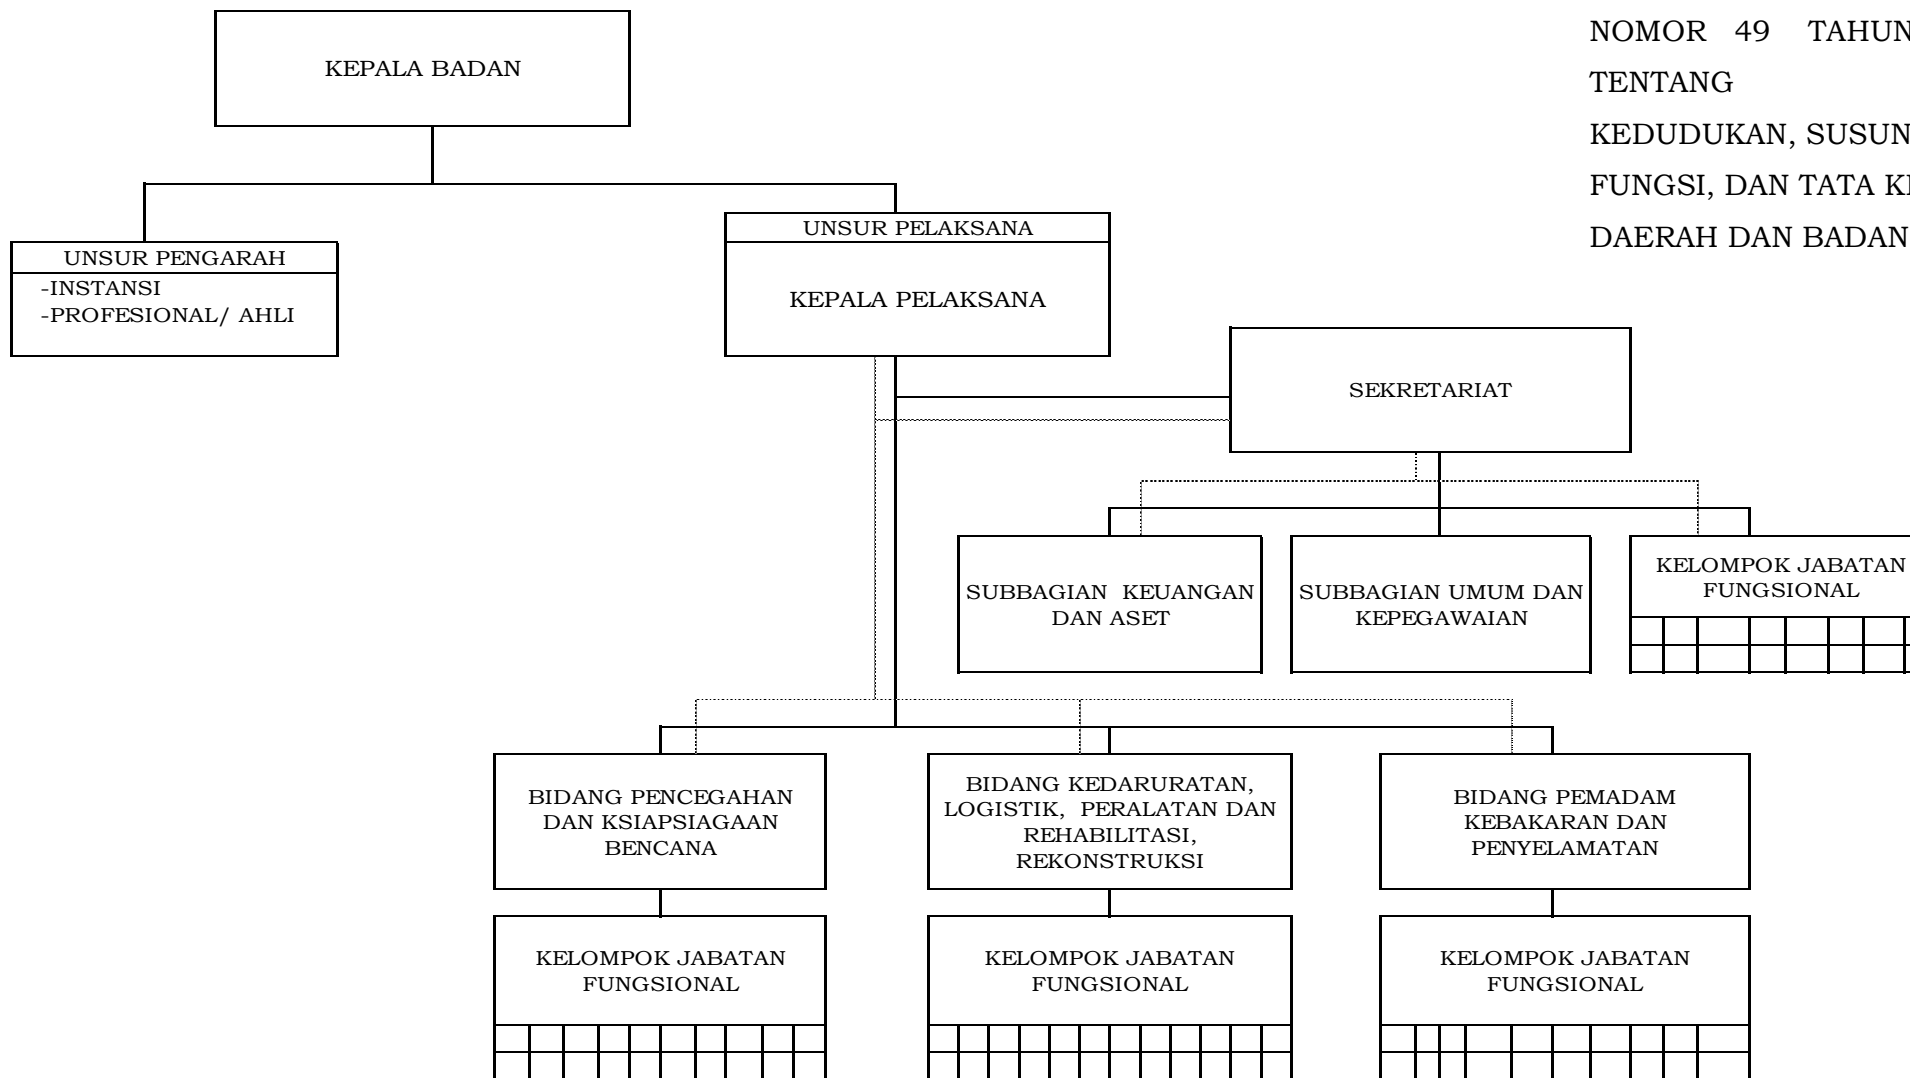 NOMOR 49 TAHUN
TENTANG
KEDUDUKAN, SUSUN
FUNGSI, DAN TATA
DAERAH DAN BADAN
KEPALA BADAN
UNSUR PENGARAH
-INSTANSI
-PROFESIONAL/ AHLI
UNSUR PELAKSANA
KEPALA PELAKSANA
SEKRETARIAT
SUBBAGIAN KEUANGAN
DAN ASET
SUBBAGIAN UMUM DAN
KEPEGAWAIAN
KELOMPOK JABATAN
FUNGSIONAL
BIDANG PENCEGAHAN
DAN KSIAPSIAGAAN
BENCANA
BIDANG KEDARURATAN,
LOGISTIK, PERALATAN DAN
REHABILITASI,
REKONSTRUKSI
BIDANG PEMADAM
KEBAKARAN DAN
PENYELAMATAN
KELOMPOK JABATAN
FUNGSIONAL
KELOMPOK JABATAN
FUNGSIONAL
KELOMPOK JABATAN
FUNGSIONAL